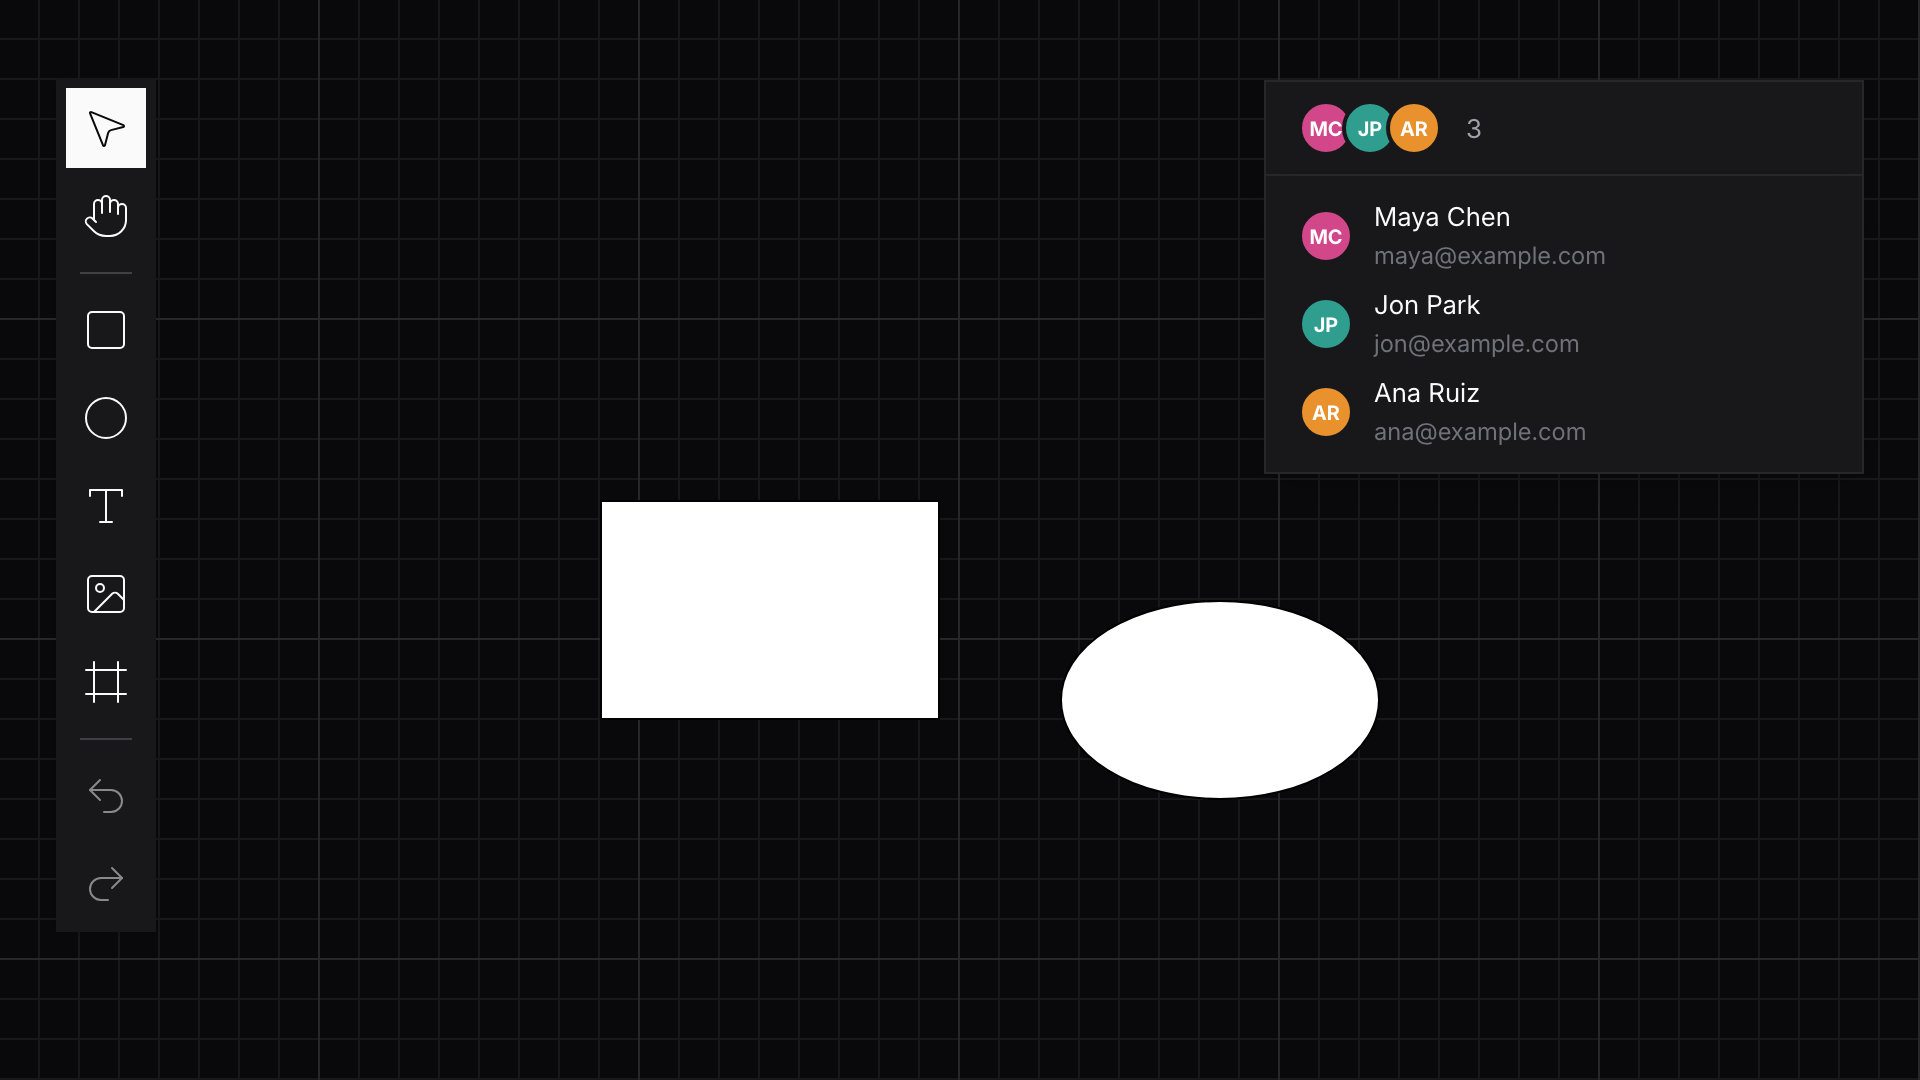 MC JP AR 3
MC Maya Chen
maya@example.com
JP Jon Park
jon@example.com
AR Ana Ruiz
ana@example.com